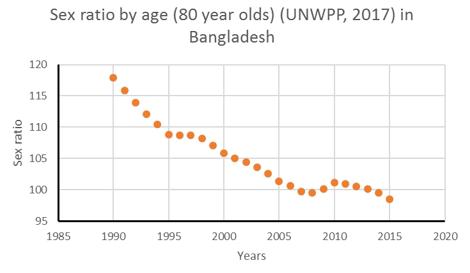 Sex ratio by age (80 year olds) (UNWPP, 2017) in
Bangladesh
120
115
110
105
100
95
Sex ratio
1985 1990 1995 2000 2005 2010 2015 2020
Years